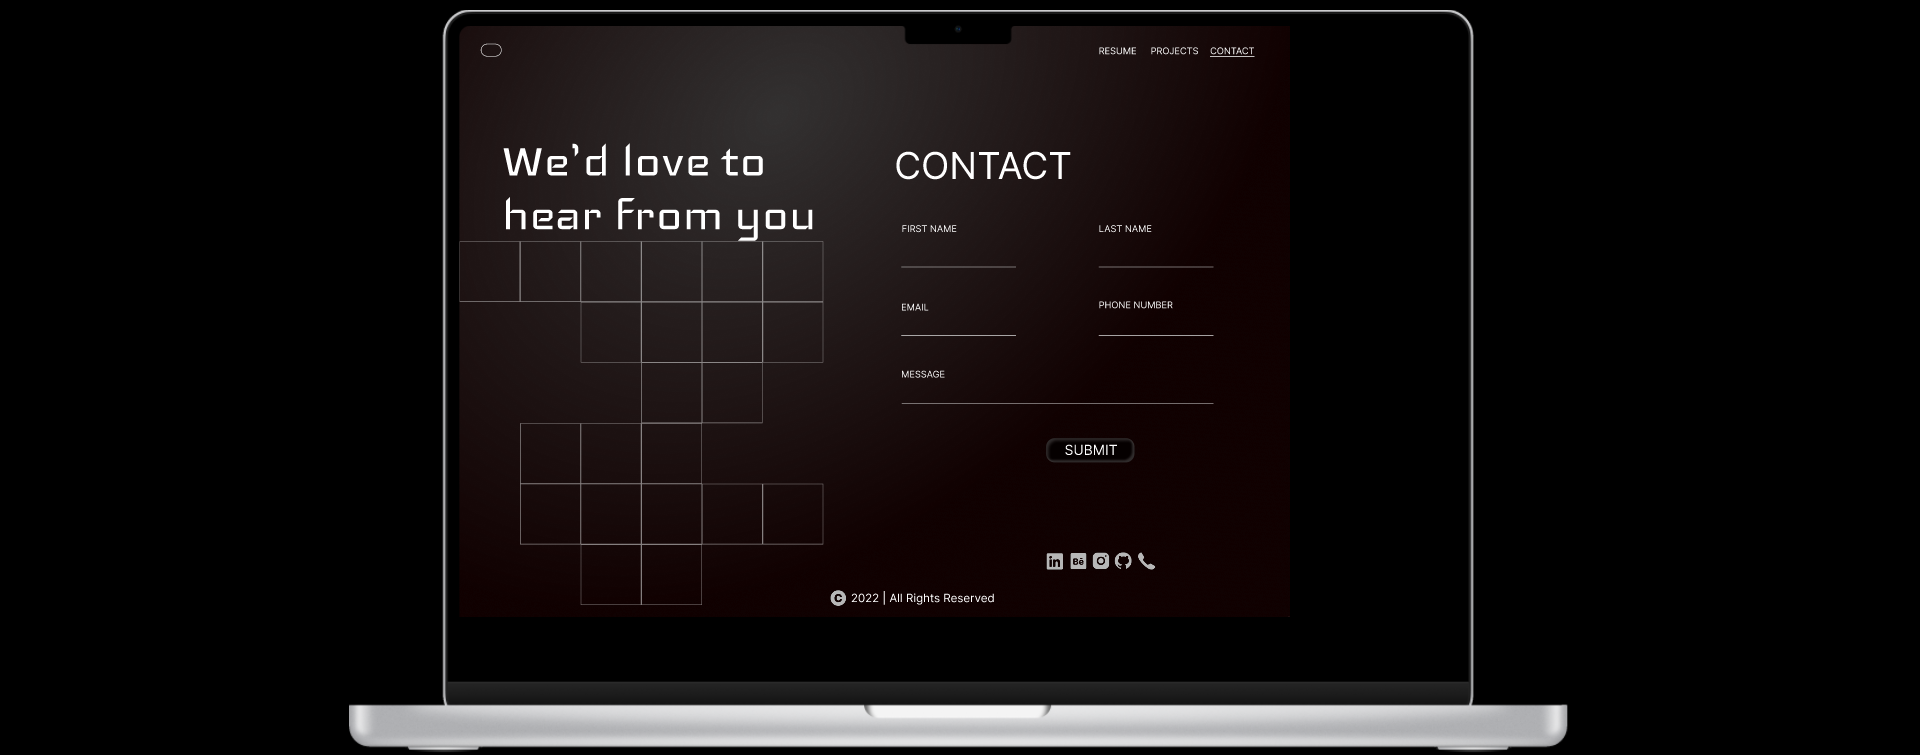 RESUME PROJECTS CONTACT
We'd love to
hear from you
CONTACT
FIRST NAME LAST NAME
EMAIL PHONE NUMBER
MESSAGE
SUBMIT
in Bē
© 2022 | All Rights Reserved